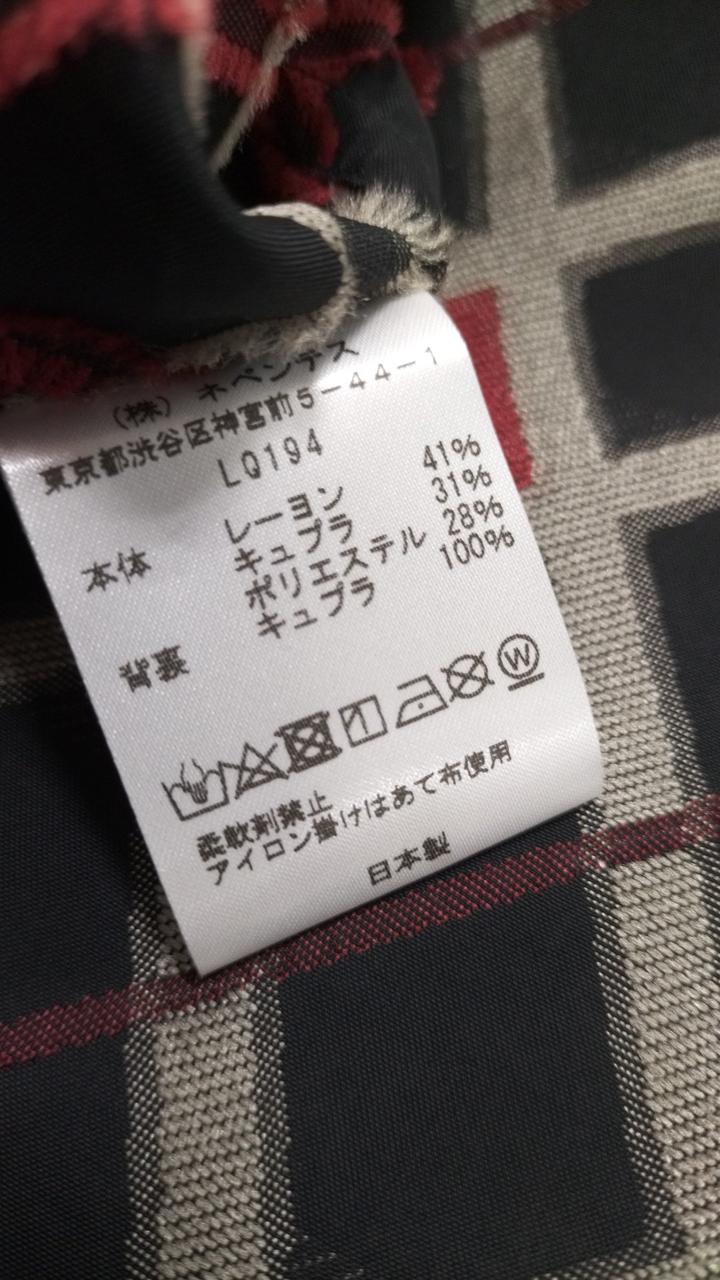 (株) ネペンテス
東京都渋谷区神宮前5-44-1
LQ194
本体 レーヨン 41%
キュプラ 31%
ポリエステル 28%
背裏 キュプラ 100%
W
柔軟剤禁止
アイロン掛けはあて布使用
日本製